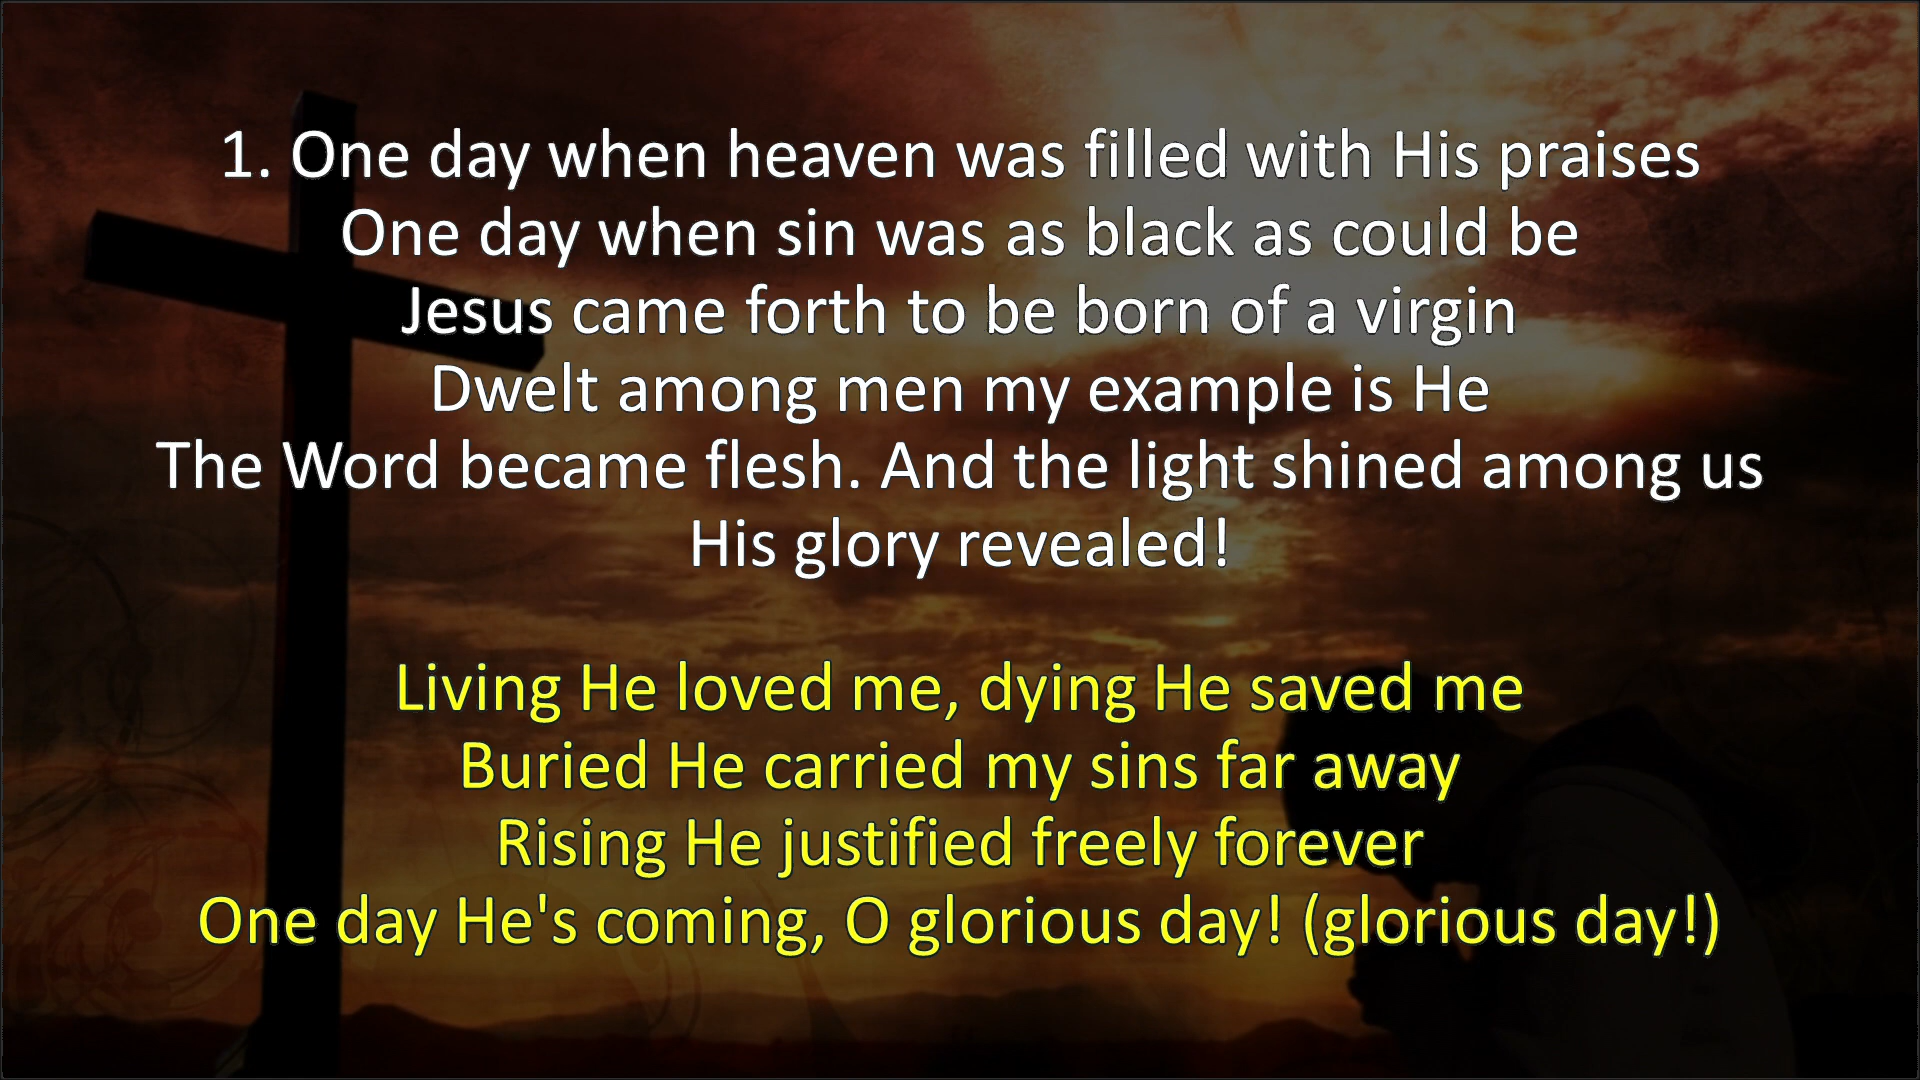 1. One day when heaven was filled with His praises
One day when sin was as black as could be
Jesus came forth to be born of a virgin
Dwelt among men my example is He
The Word became flesh. And the light shined among us
His glory revealed!
Living He loved me, dying He saved me
Buried He carried my sins far away
Rising He justified freely forever
One day He's coming, O glorious day! (glorious day!)